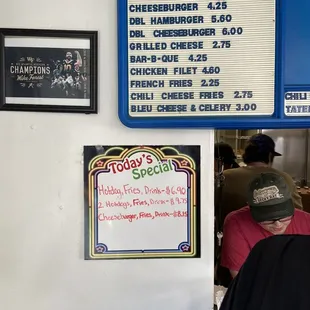 CHEESEBURGER 4.25
DBL HAMBURGER 5.60
DBL CHEESEBURGER 6.00
GRILLED CHEESE 2.75
BAR-B-QUE 4.25
CHICKEN FILET 4.60
FRENCH FRIES 2.25
CHILI CHEESE FRIES 2.75
BLEU CHEESE & CELERY 3.00
CHILI
TATER
CHAMPIONS
Today's
Special
Hotdog, Fries, Drink-$6.90
2 Hotdogs, Fries, Drink-$9.75
Cheeseburger, Fries, Drink-$8.15